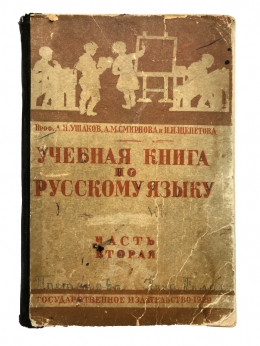 Проф. Д.Н. УШАКОВ, А.М. СМИРНОВА и И.Н. ЩЕПЕТОВА
УЧЕБНАЯ КНИГА
ПО
РУССКОМУ ЯЗЫКУ
ЧАСТЬ
ВТОРАЯ
ГОСУДАРСТВЕННОЕ ИЗДАТЕЛЬСТВО